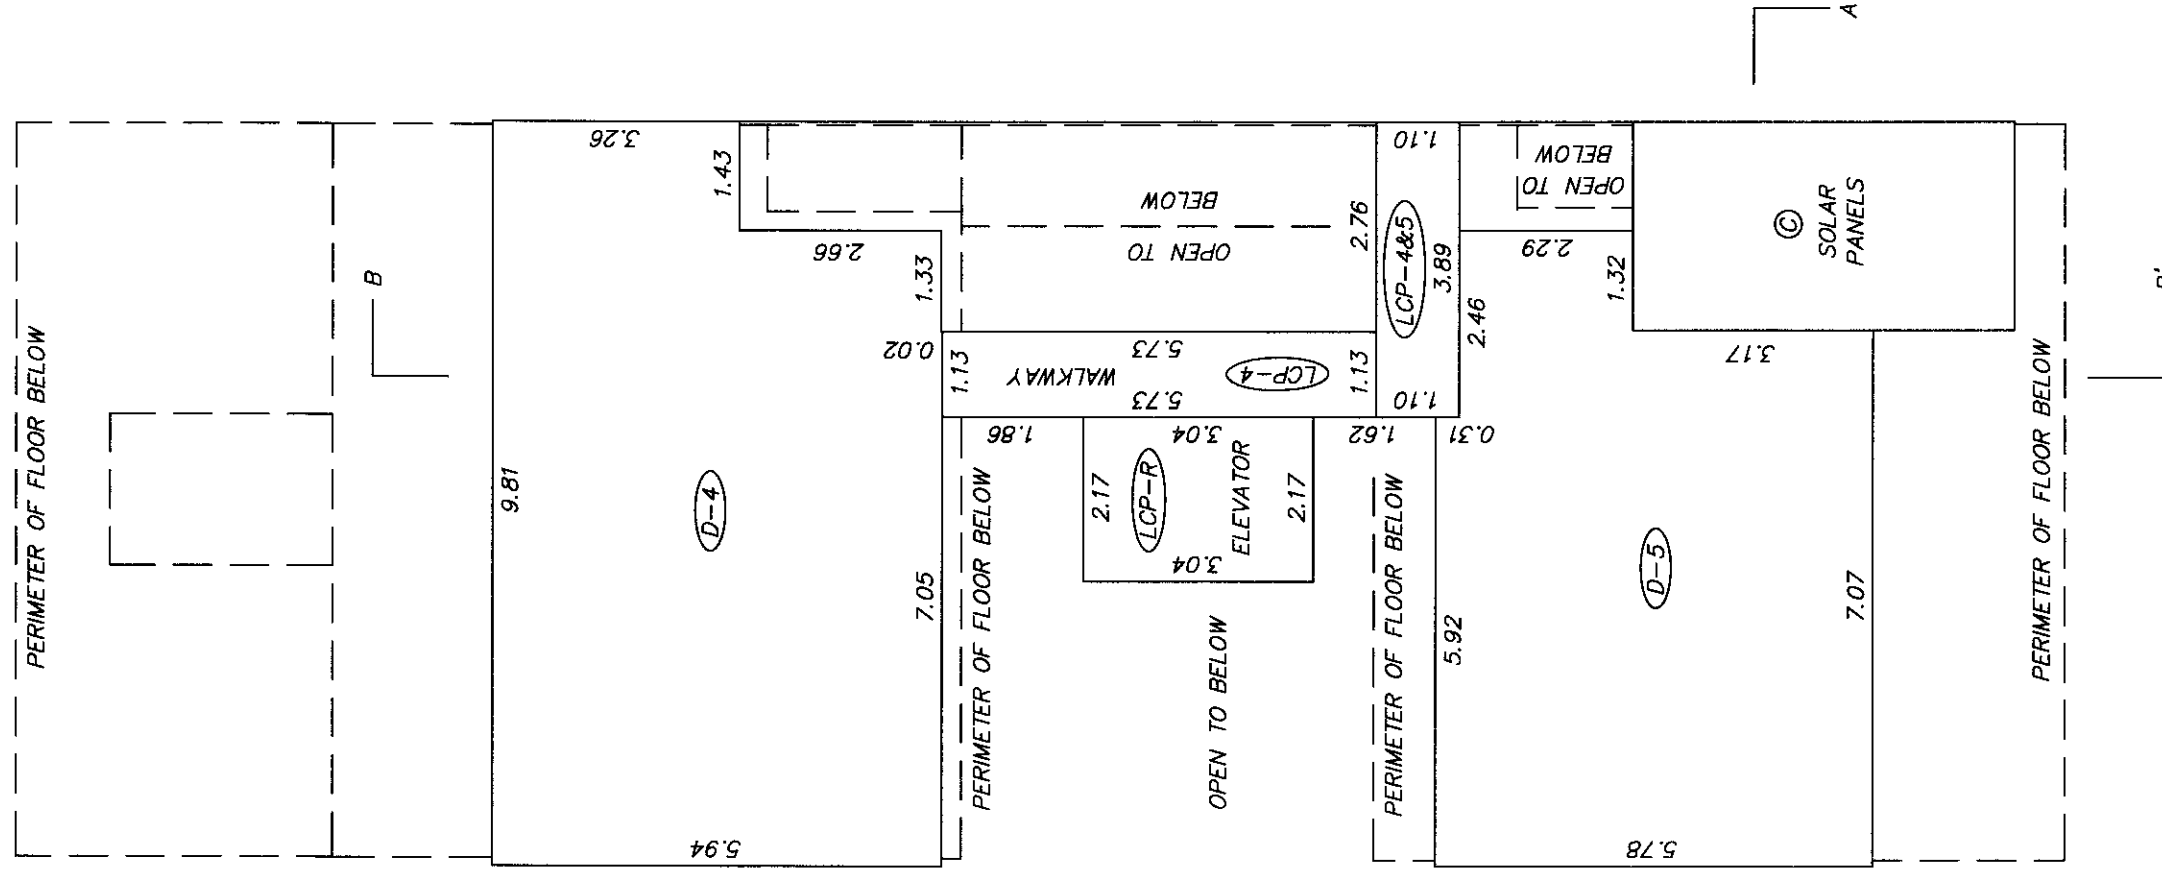 A
3.26
1.43
BELOW
OPEN TO
1.10
BELOW
OPEN TO
SOLAR
PANELS
C
2.76
LCP-4&5
3.89
2.66
1.33
2.29
1.32
B
2.46
0.02
1.13
5.73
WALKWAY
LCP-4
1.13
5.73
1.10
3.17
PERIMETER OF FLOOR BELOW
PERIMETER OF FLOOR BELOW
1.86
3.04
1.62
0.31
9.81
D-4
2.17
LCP-R
ELEVATOR
2.17
3.04
PERIMETER OF FLOOR BELOW
PERIMETER OF FLOOR BELOW
D-5
7.05
7.07
5.92
OPEN TO BELOW
5.94
5.78